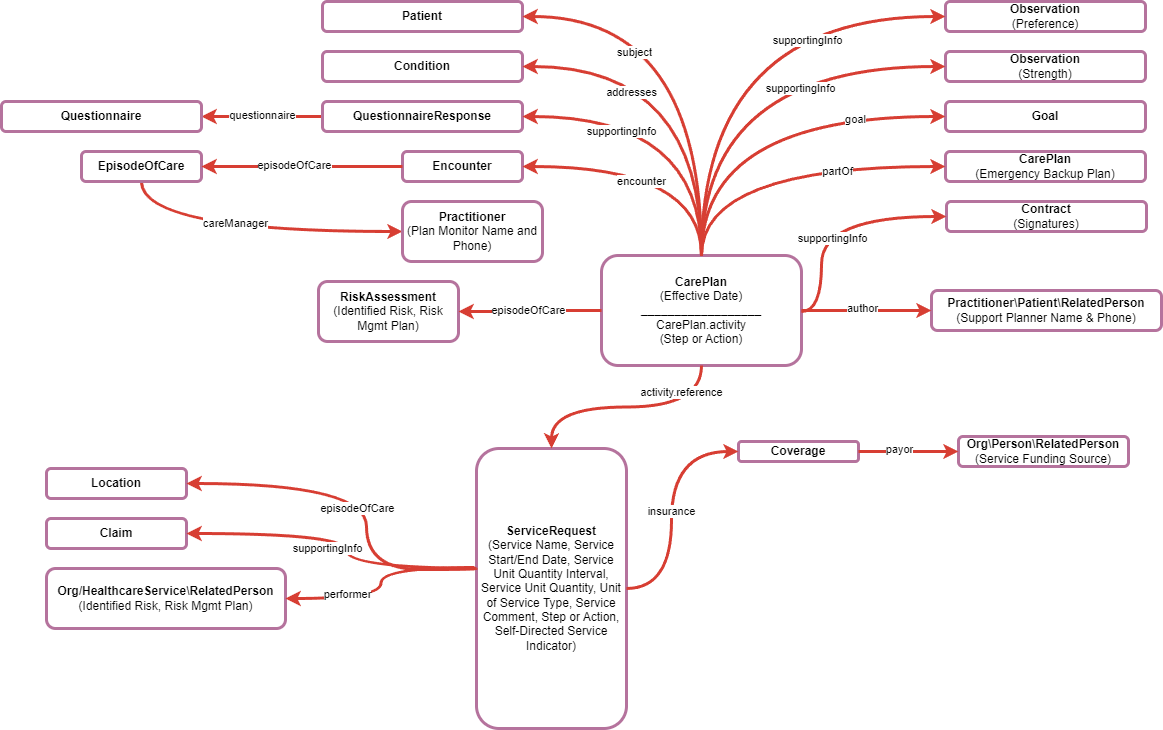 Patient
subject
Condition
addresses
Questionnaire
questionnaire
QuestionnaireResponse
supportingInfo
EpisodeOfCare
episodeOfCare
Encounter
encounter
careManager
Practitioner
(Plan Monitor Name and
Phone)
Observation
(Preference)
supportingInfo
Observation
(Strength)
supportingInfo
Goal
goal
CarePlan
(Emergency Backup Plan)
partOf
Contract
(Signatures)
supportingInfo
CarePlan
(Effective Date)
__________________
CarePlan.activity
(Step or Action)
RiskAssessment
(Identified Risk, Risk
Mgmt Plan)
episodeOfCare
author
Practitioner\Patient\RelatedPerson
(Support Planner Name & Phone)
activity.reference
Location
episodeOfCare
Claim
supportingInfo
Org/HealthcareService\RelatedPerson
(Identified Risk, Risk Mgmt Plan)
performer
ServiceRequest
(Service Name, Service
Start/End Date, Service
Unit Quantity Interval,
Service Unit Quantity, Unit
of Service Type, Service
Comment, Step or Action,
Self-Directed Service
Indicator)
insurance
Coverage
payor
Org\Person\RelatedPerson
(Service Funding Source)